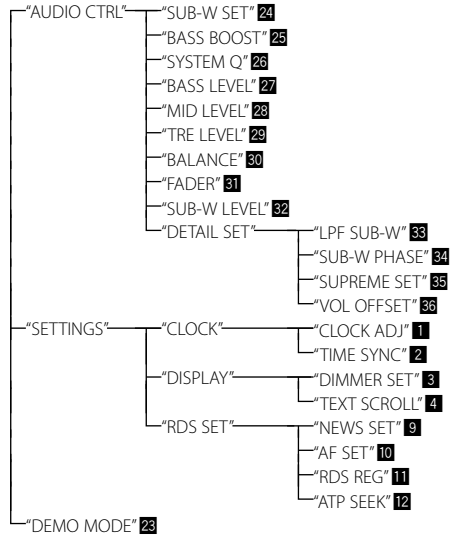 “AUDIO CTRL” “SUB-W SET” 24
“BASS BOOST” 25
“SYSTEM Q” 26
“BASS LEVEL” 27
“MID LEVEL” 28
“TRE LEVEL” 29
“BALANCE” 30
“FADER” 31
“SUB-W LEVEL” 32
“DETAIL SET” “LPF SUB-W” 33
“SUB-W PHASE” 34
“SUPREME SET” 35
“VOL OFFSET” 36
“SETTINGS” “CLOCK” “CLOCK ADJ” 1
“TIME SYNC” 2
“DISPLAY” “DIMMER SET” 3
“TEXT SCROLL” 4
“RDS SET” “NEWS SET” 9
“AF SET” 10
“RDS REG” 11
“ATP SEEK” 12
“DEMO MODE” 23